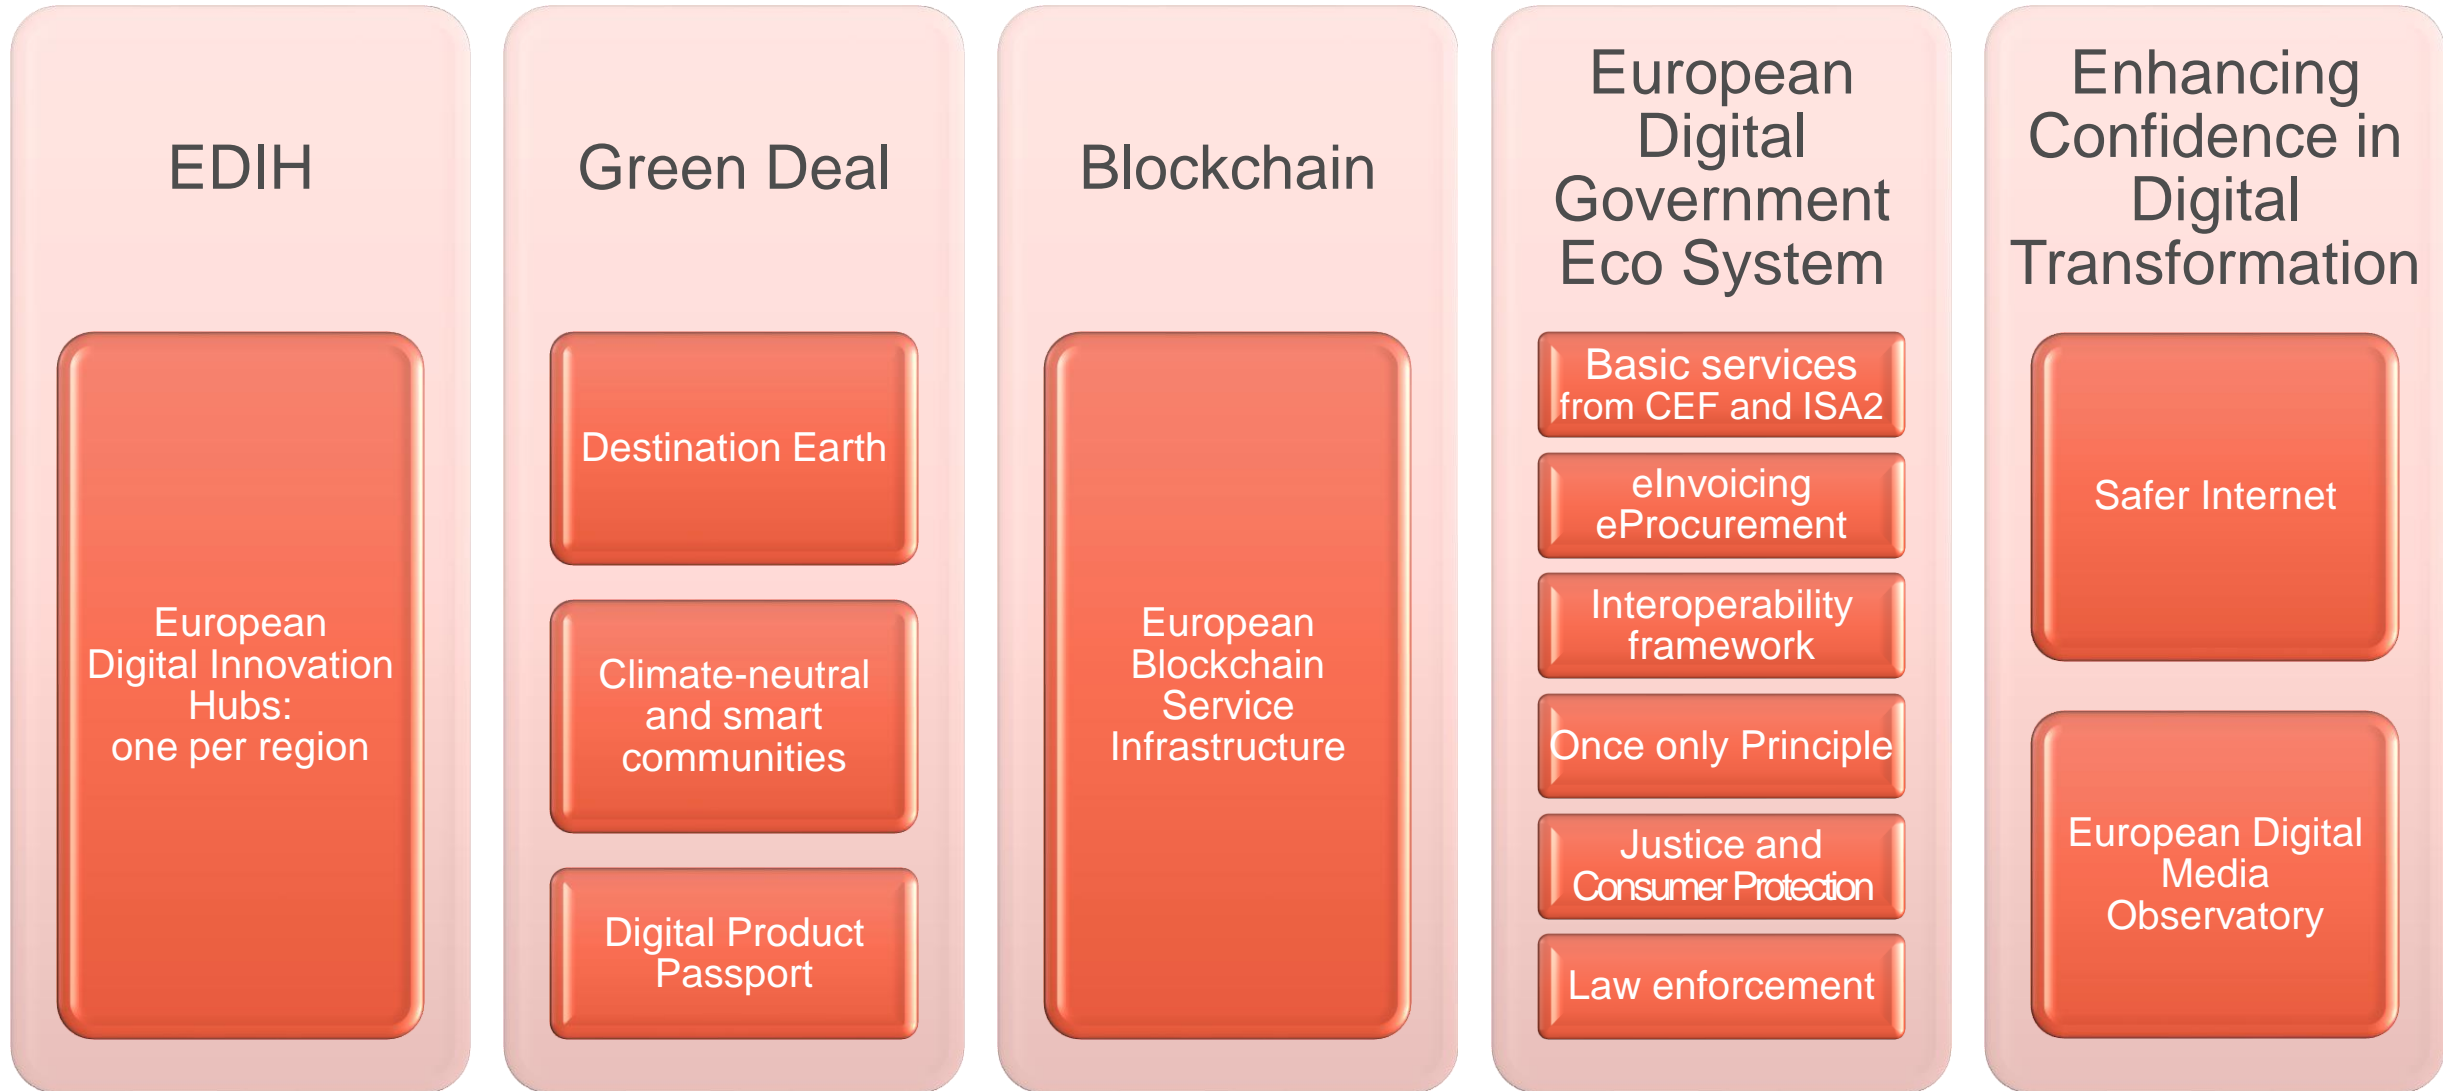 EDIH
European
Digital Innovation
Hubs:
one per region
Green Deal
Destination Earth
Climate-neutral
and smart
communities
Digital Product
Passport
Blockchain
European
Blockchain
Service
Infrastructure
European
Digital
Government
Eco System
Basic services
from CEF and ISA2
eInvoicing
eProcurement
Interoperability
framework
Once only Principle
Justice and
Consumer Protection
Law enforcement
Enhancing
Confidence in
Digital
Transformation
Safer Internet
European Digital
Media
Observatory